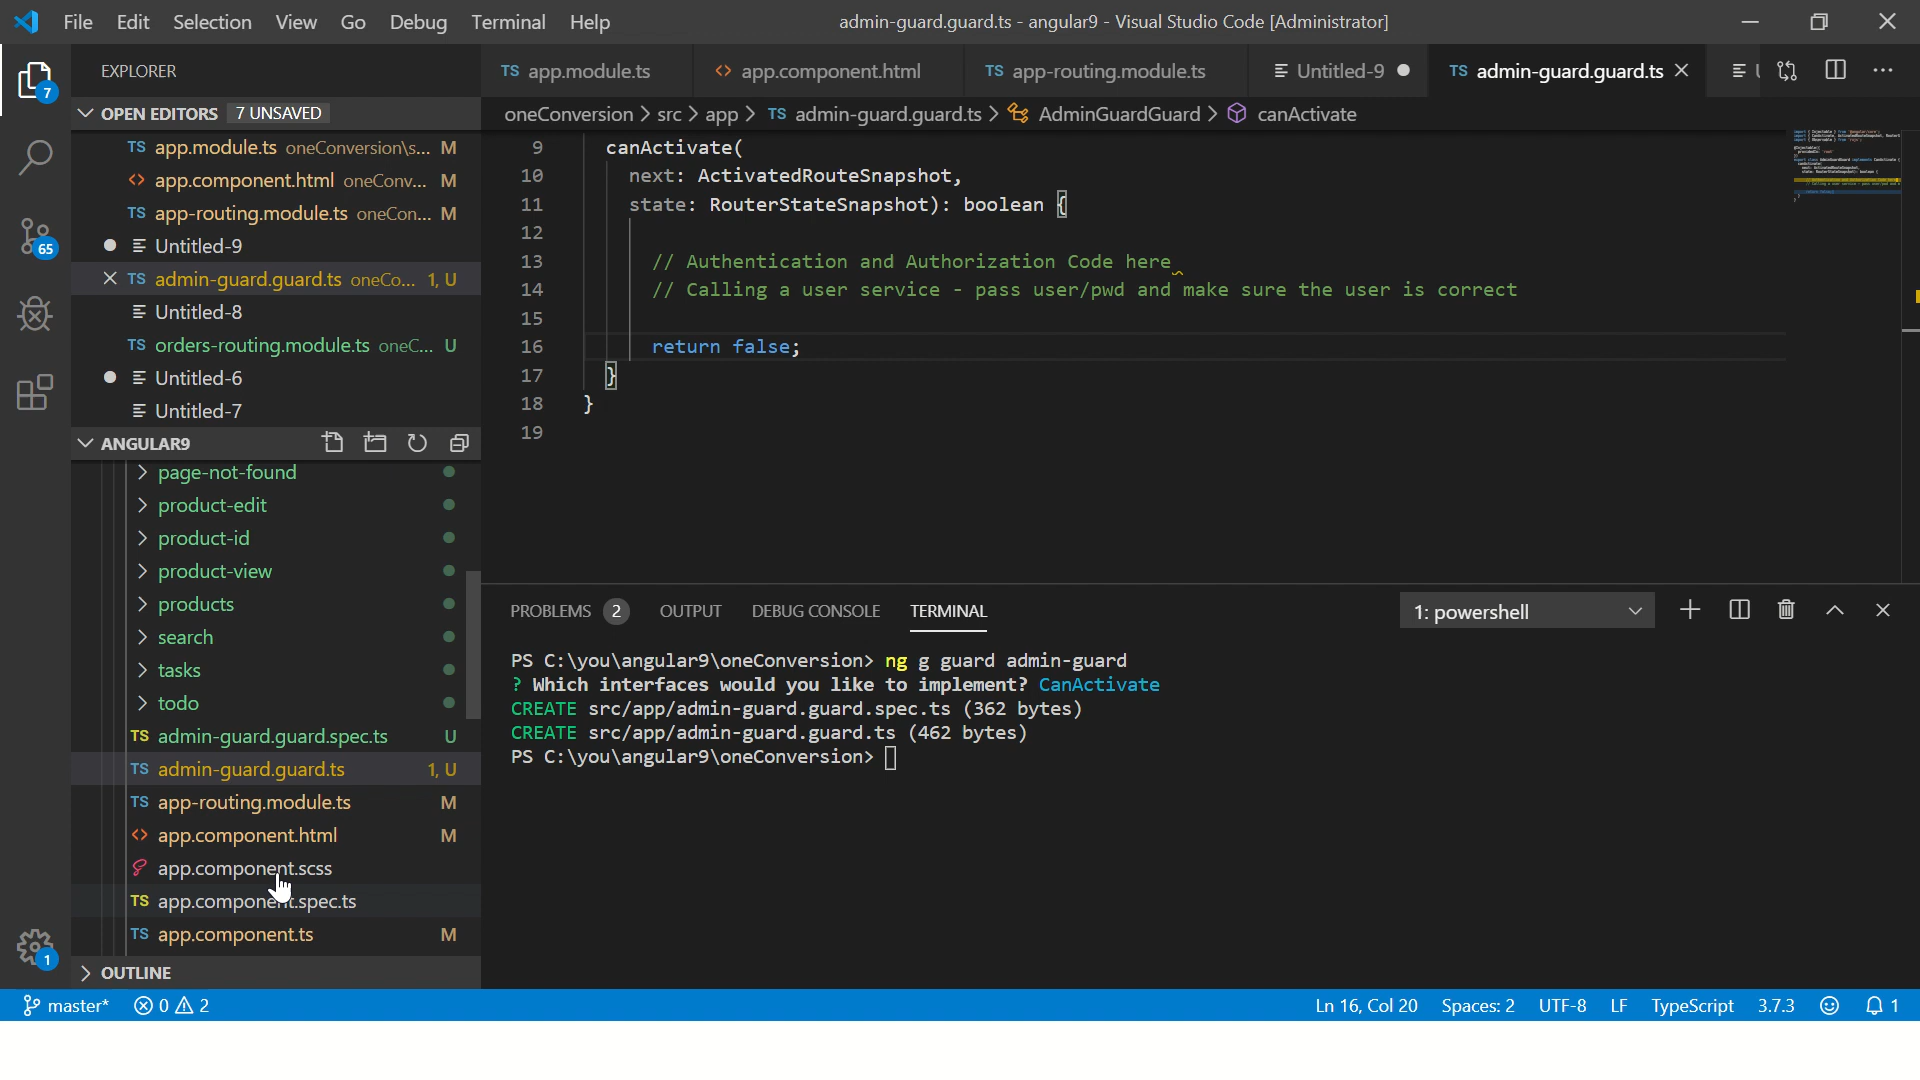 File Edit Selection View Go Debug Terminal Help
admin-guard.guard.ts - angular9 - Visual Studio Code [Administrator]
EXPLORER
OPEN EDITORS 7 UNSAVED
TS app.module.ts oneConversion\s... M
<> app.component.html oneConv... M
TS app-routing.module.ts oneCon... M
Untitled-9
TS admin-guard.guard.ts oneCo... 1, U
Untitled-8
TS orders-routing.module.ts oneC... U
Untitled-6
Untitled-7
ANGULAR9
page-not-found
product-edit
product-id
product-view
products
search
tasks
todo
TS admin-guard.guard.spec.ts U
TS admin-guard.guard.ts 1, U
TS app-routing.module.ts M
<> app.component.html M
app.component.scss
TS app.component.spec.ts
TS app.component.ts M
OUTLINE
7
65
1
TS app.module.ts
<> app.component.html
TS app-routing.module.ts
Untitled-9
TS admin-guard.guard.ts
oneConversion > src > app > TS admin-guard.guard.ts > AdminGuardGuard > canActivate
9 canActivate(
10 next: ActivatedRouteSnapshot,
11 state: RouterStateSnapshot): boolean {
12
13 // Authentication and Authorization Code here
14 // Calling a user service - pass user/pwd and make sure the user is correct
15
16 return false;
17 }
18 }
19
PROBLEMS 2 OUTPUT DEBUG CONSOLE TERMINAL
1: powershell
PS C:\you\angular9\oneConversion> ng g guard admin-guard
? Which interfaces would you like to implement? CanActivate
CREATE src/app/admin-guard.guard.spec.ts (362 bytes)
CREATE src/app/admin-guard.guard.ts (462 bytes)
PS C:\you\angular9\oneConversion>
master* 0 2
Ln 16, Col 20 Spaces: 2 UTF-8 LF TypeScript 3.7.3 1